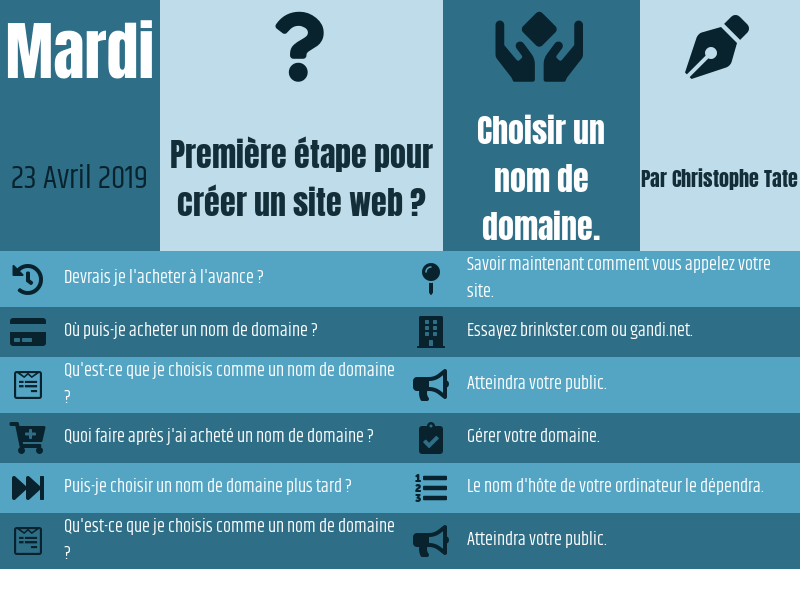 Mardi
23 Avril 2019
Première étape pour
créer un site web ?
Choisir un
nom de
domaine.
Par Christophe Tate
Devrais je l'acheter à l'avance ?
Savoir maintenant comment vous appelez votre
site.
Où puis-je acheter un nom de domaine ?
Essayez brinkster.com ou gandi.net.
Qu'est-ce que je choisis comme un nom de domaine
?
Atteindra votre public.
Quoi faire après j'ai acheté un nom de domaine ?
Gérer votre domaine.
Puis-je choisir un nom de domaine plus tard ?
1
2
3
Le nom d'hôte de votre ordinateur le dépendra.
Qu'est-ce que je choisis comme un nom de domaine
?
Atteindra votre public.